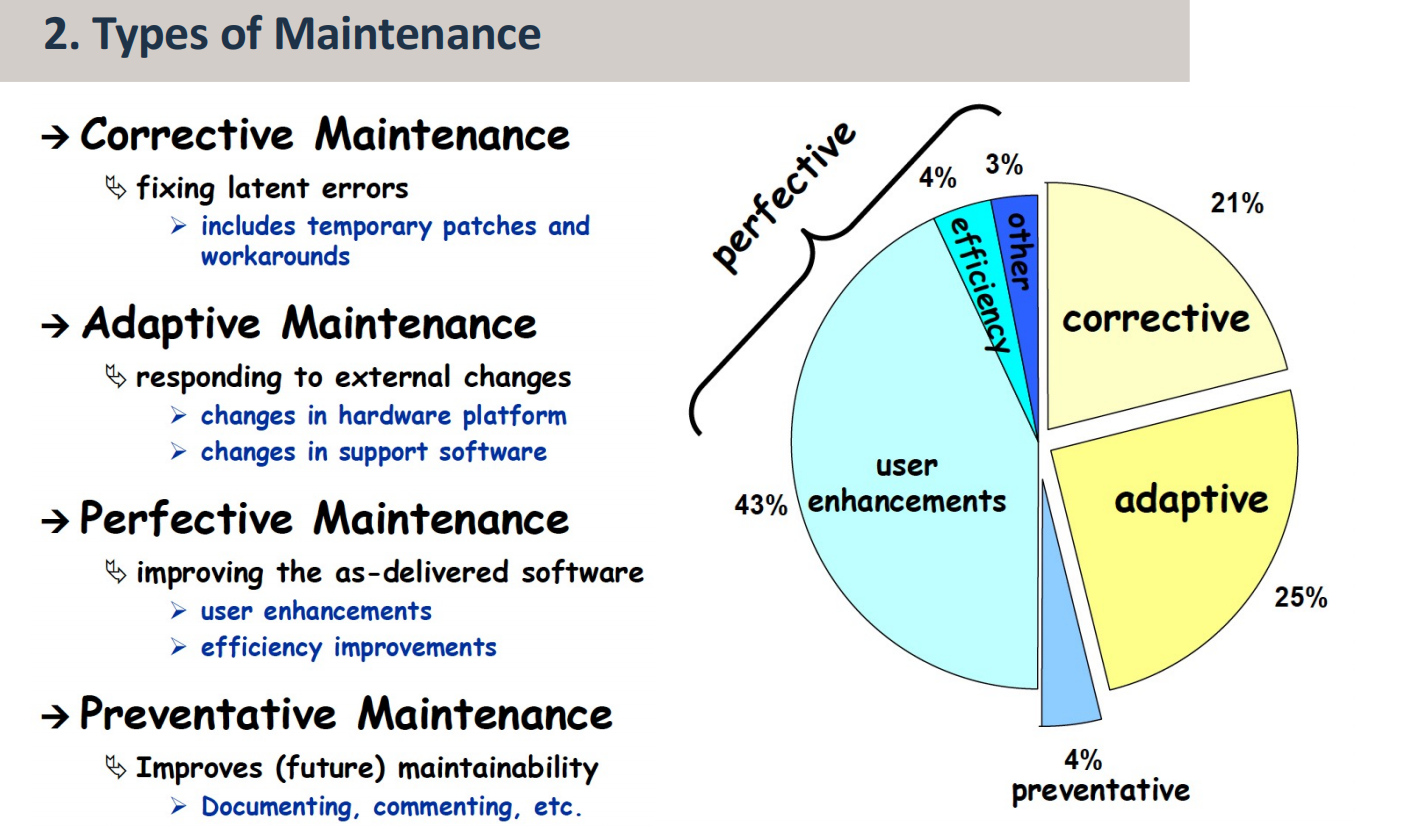 2. Types of Maintenance
→ Corrective Maintenance
fixing latent errors
➢ includes temporary patches and
workarounds
→ Adaptive Maintenance
responding to external changes
➢ changes in hardware platform
➢ changes in support software
→ Perfective Maintenance
improving the as-delivered software
➢ user enhancements
➢ efficiency improvements
→ Preventative Maintenance
Improves (future) maintainability
➢ Documenting, commenting, etc.
perfective
4%
3%
21%
efficiency
other
corrective
user
enhancements
43%
adaptive
25%
4%
preventative